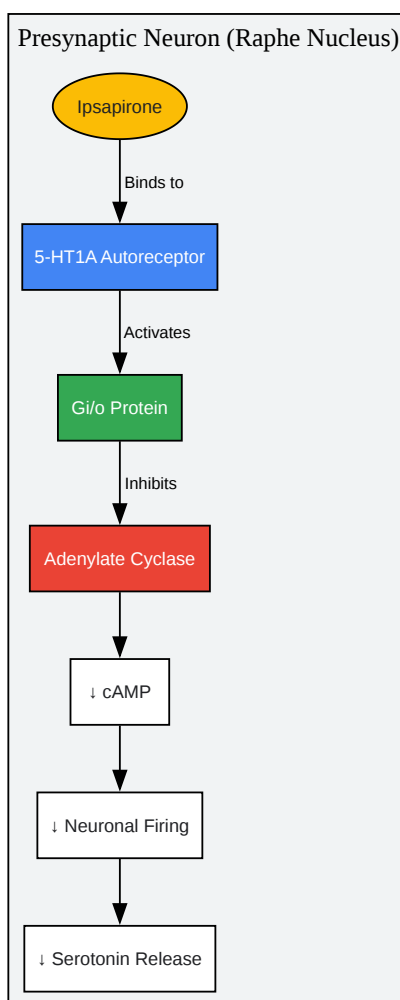 Presynaptic Neuron (Raphe Nucleus)
Ipsapirone
Binds to
5-HT1A Autoreceptor
Activates
Gi/o Protein
Inhibits
Adenylate Cyclase
↓ cAMP
↓ Neuronal Firing
↓ Serotonin Release